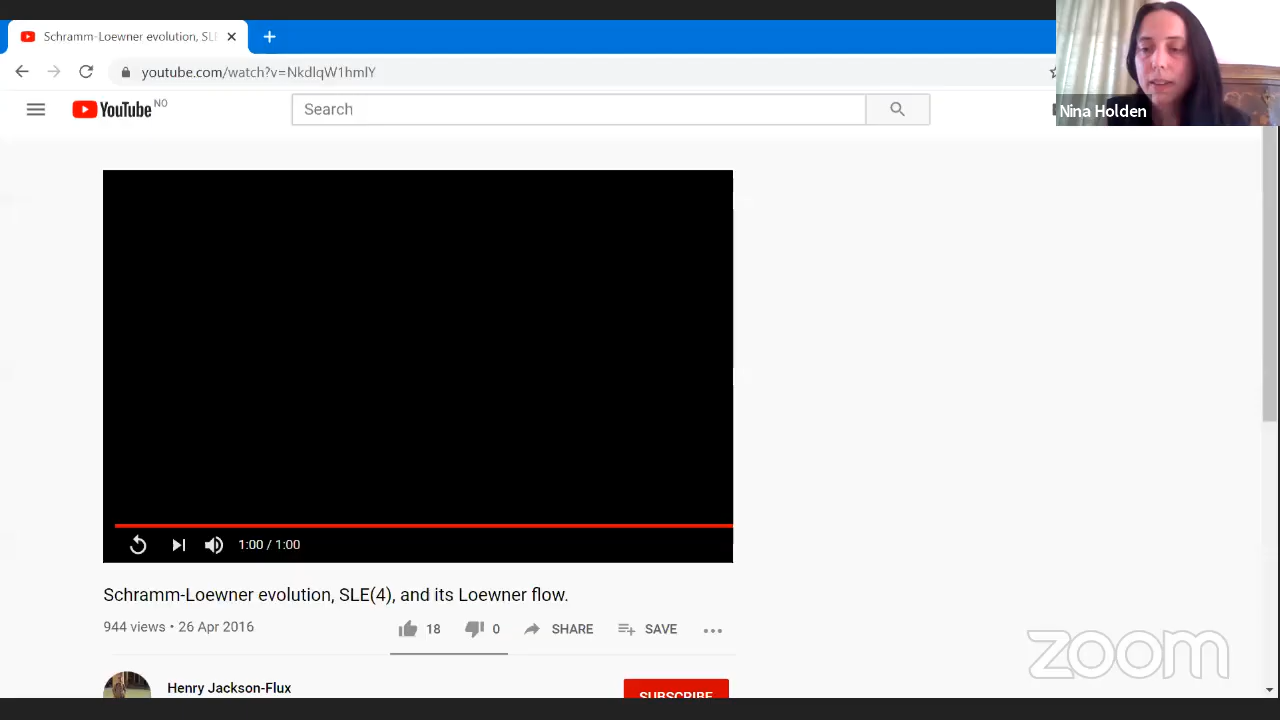 Schramm-Loewner evolution, SLE
youtube.com/watch?v=NkdlqW1hmlY
YouTube NO
Search
Nina Holden
1:00 / 1:00
Schramm-Loewner evolution, SLE(4), and its Loewner flow.
944 views • 26 Apr 2016
18
0
SHARE
SAVE
Henry Jackson-Flux
SUBSCRIBE
zoom